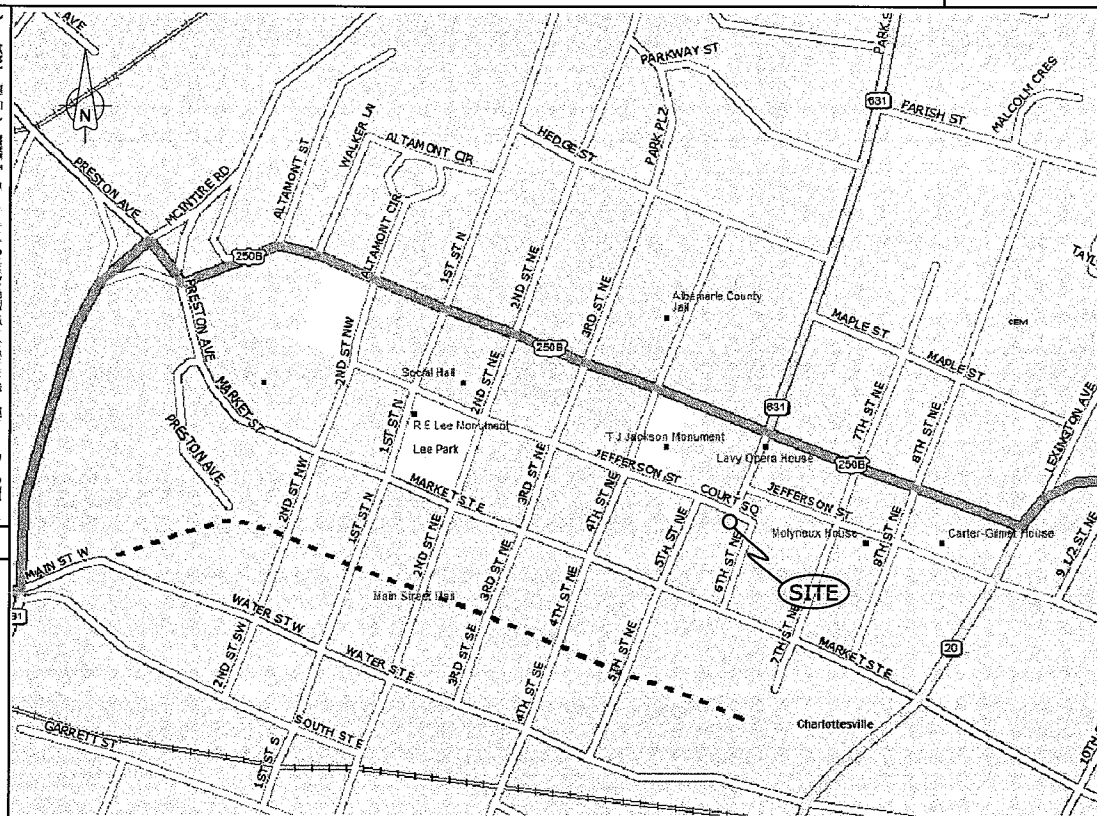 AVE
N
PRESTON AVE
MCINTIRE RD
ALTAMONT ST
WALKER LN
ALTAMONT CIR
ALTAMONT CIR
HEDGE ST
PARKWAY ST
PARK PLZ
PARK S
631
PARISH ST
MALCOLM CRES
250B
1ST ST N
2ND ST NE
3RD ST NE
Albemarle County
Jail
MAPLE ST
MAPLE ST
CEM
PRESTON AVE
2ND ST NW
250B
Social Hall
2ND ST NE
631
7TH ST NE
8TH ST NE
LEXINGTON AVE
MARKET ST
PRESTON AVE
1ST ST N
R E Lee Monument
Lee Park
T J Jackson Monument
Levy Opera House
250B
2ND ST NW
MARKET ST E
3RD ST NE
JEFFERSON ST
4TH ST NE
COURT SQ
JEFFERSON ST
5TH ST NE
6TH ST NE
Molyneux House
8TH ST NE
Carter-Gilmer House
9 1/2 ST NE
MAIN ST W
1ST ST N
2ND ST NE
3RD ST NE
4TH ST NE
SITE
Main Street Mall
WATER ST W
WATER ST E
2ND ST SW
3RD ST SE
4TH ST SE
5TH ST NE
7TH ST NE
MARKET ST E
20
Charlottesville
GARRETT ST
SOUTH ST E
1ST ST S